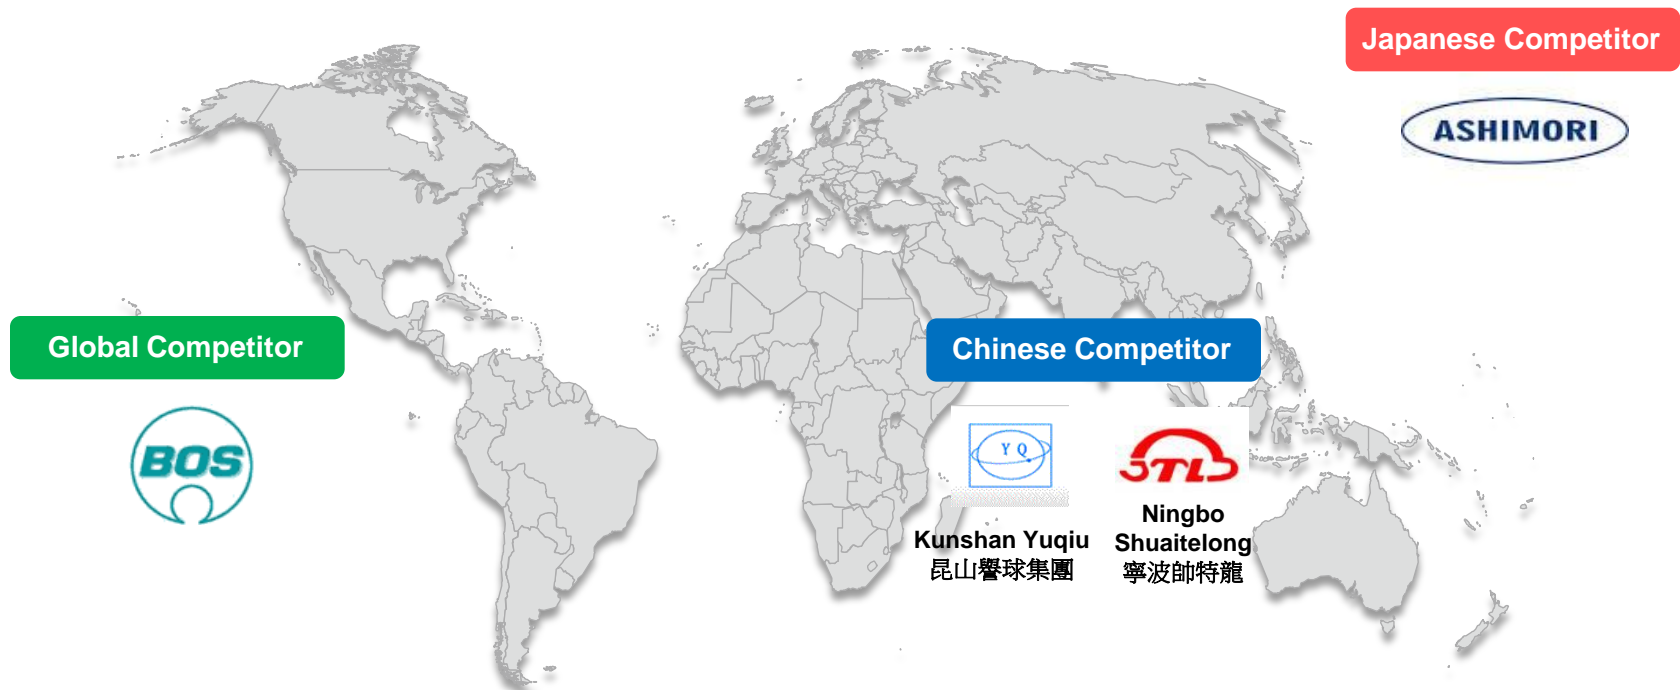 Japanese Competitor
ASHIMORI
Global Competitor
BOS
Chinese Competitor
Y Q
STLS
Kunshan Yuqiu
昆山譽球集團
Ningbo
Shuaitelong
寧波帥特龍